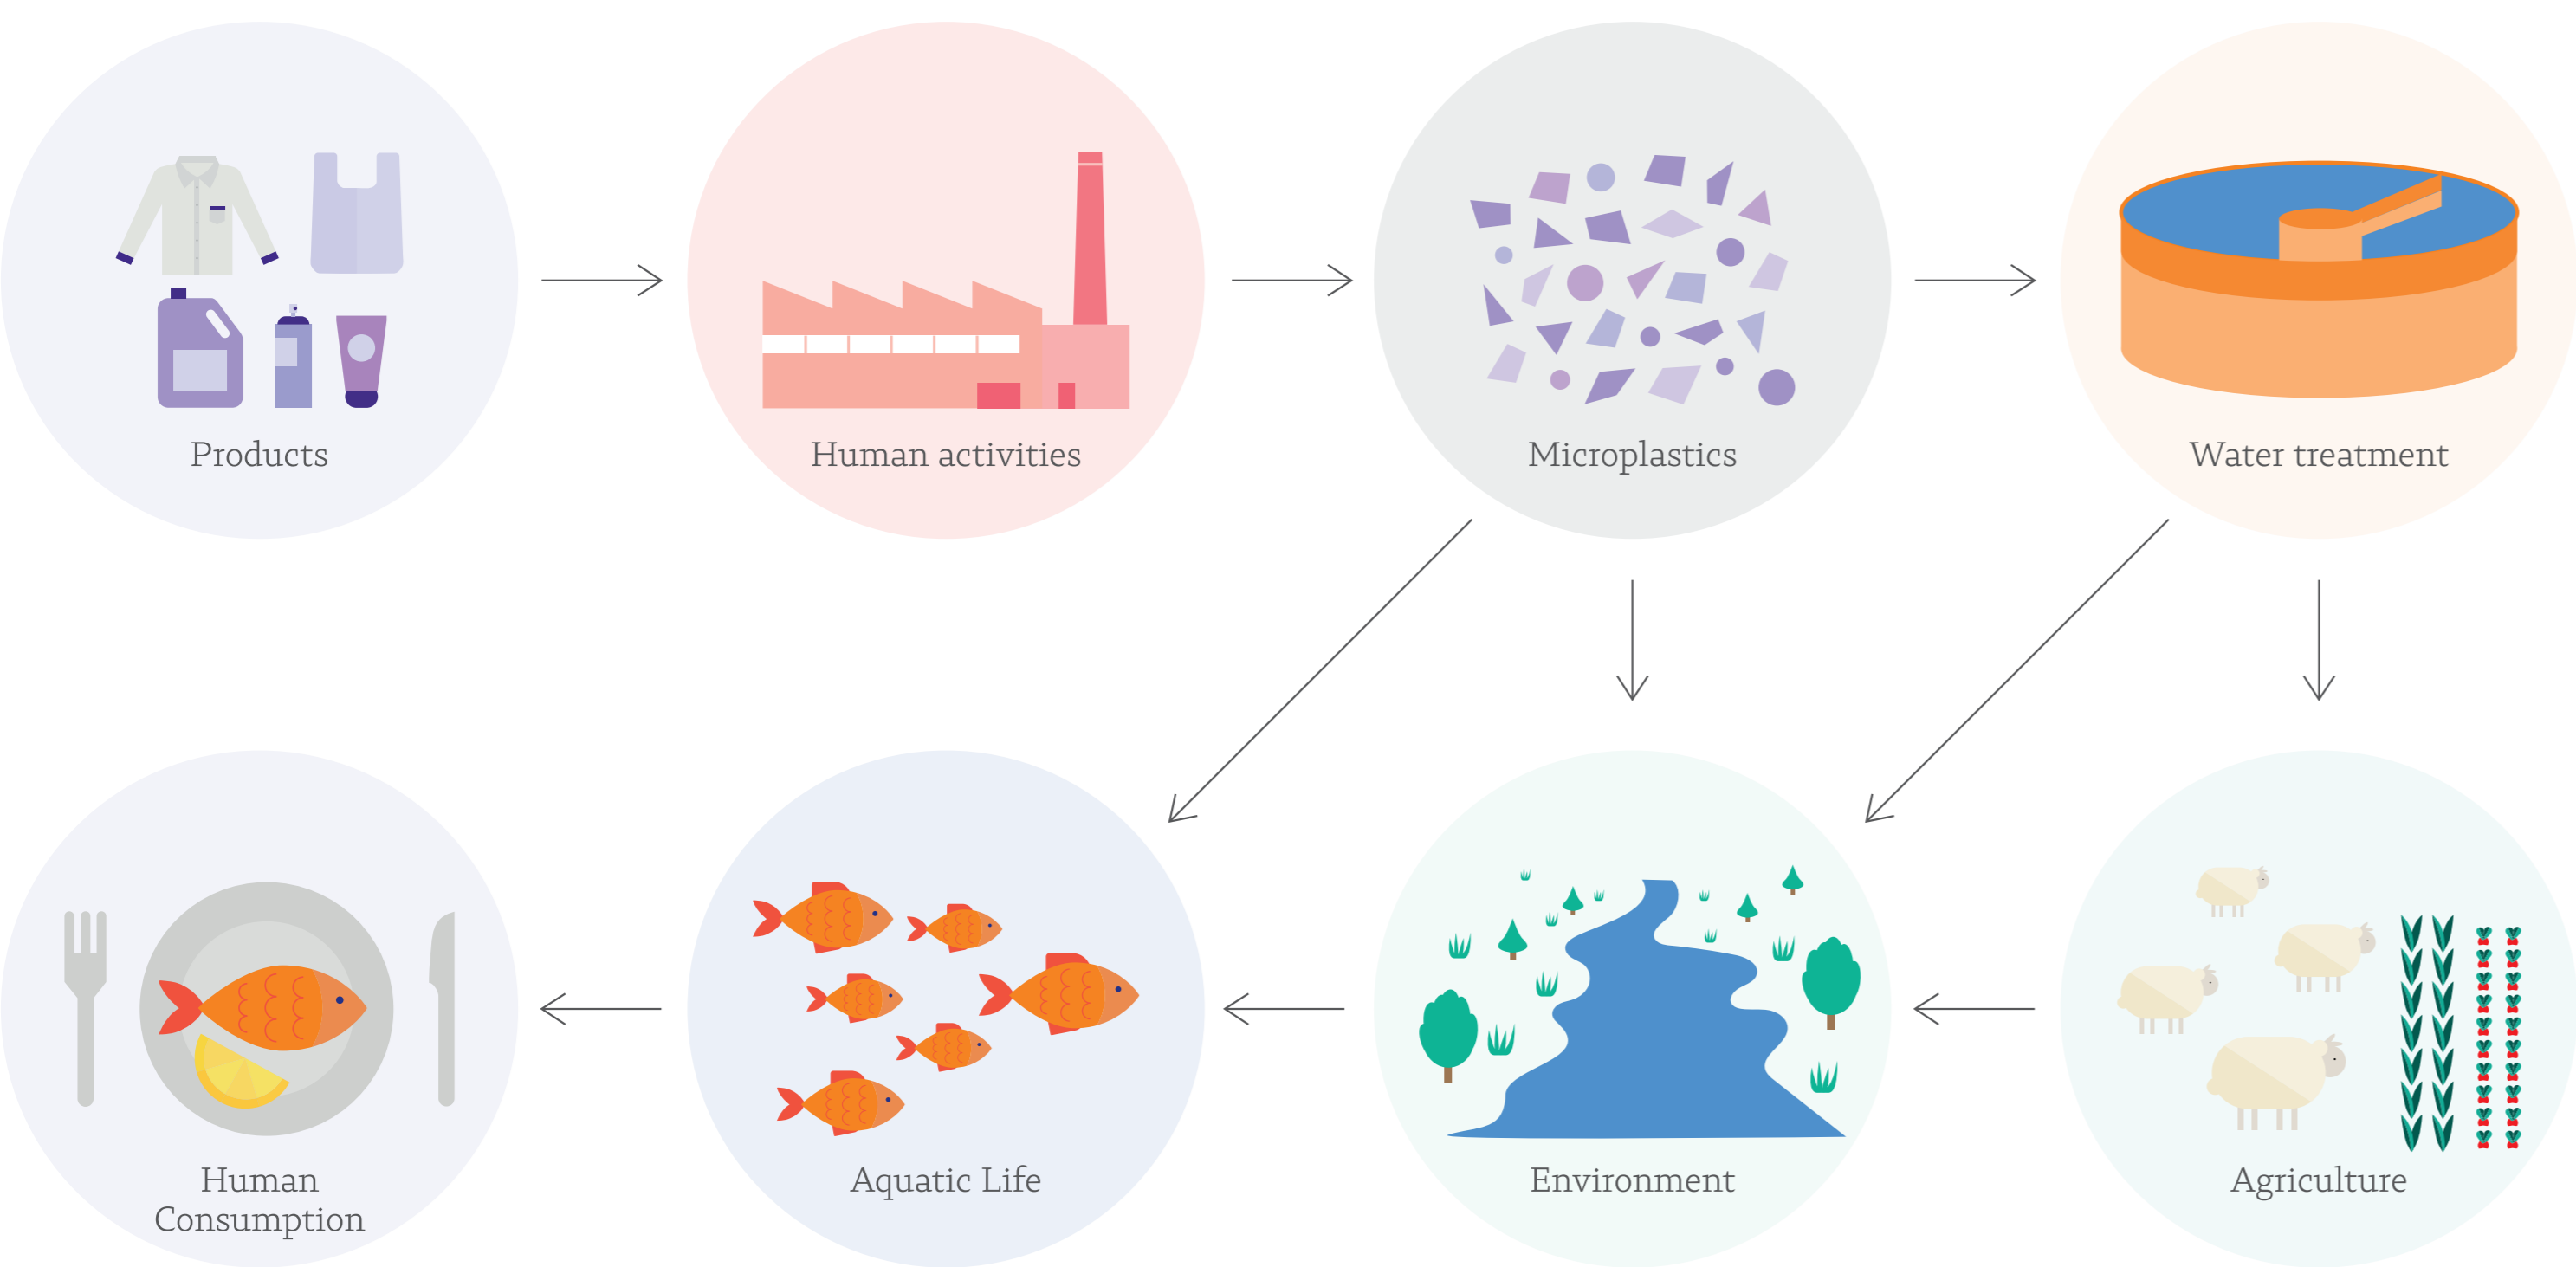 Products
Human activities
Microplastics
Water treatment
Human
Consumption
Aquatic Life
Environment
Agriculture